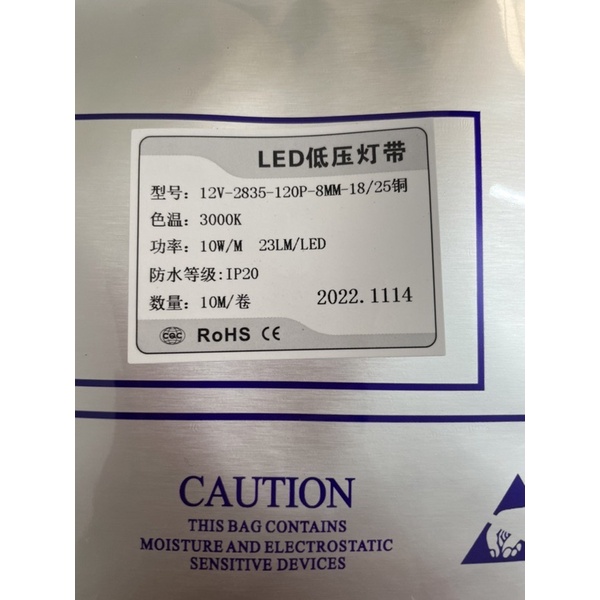 LED低压灯带
型号：12V-2835-120P-8MM-18/25铜
色温：3000K
功率：10W/M 23LM/LED
防水等级:IP20
数量：10M/卷 2022.1114
CQC RoHS CE
CAUTION
THIS BAG CONTAINS
MOISTURE AND ELECTROSTATIC
SENSITIVE DEVICES